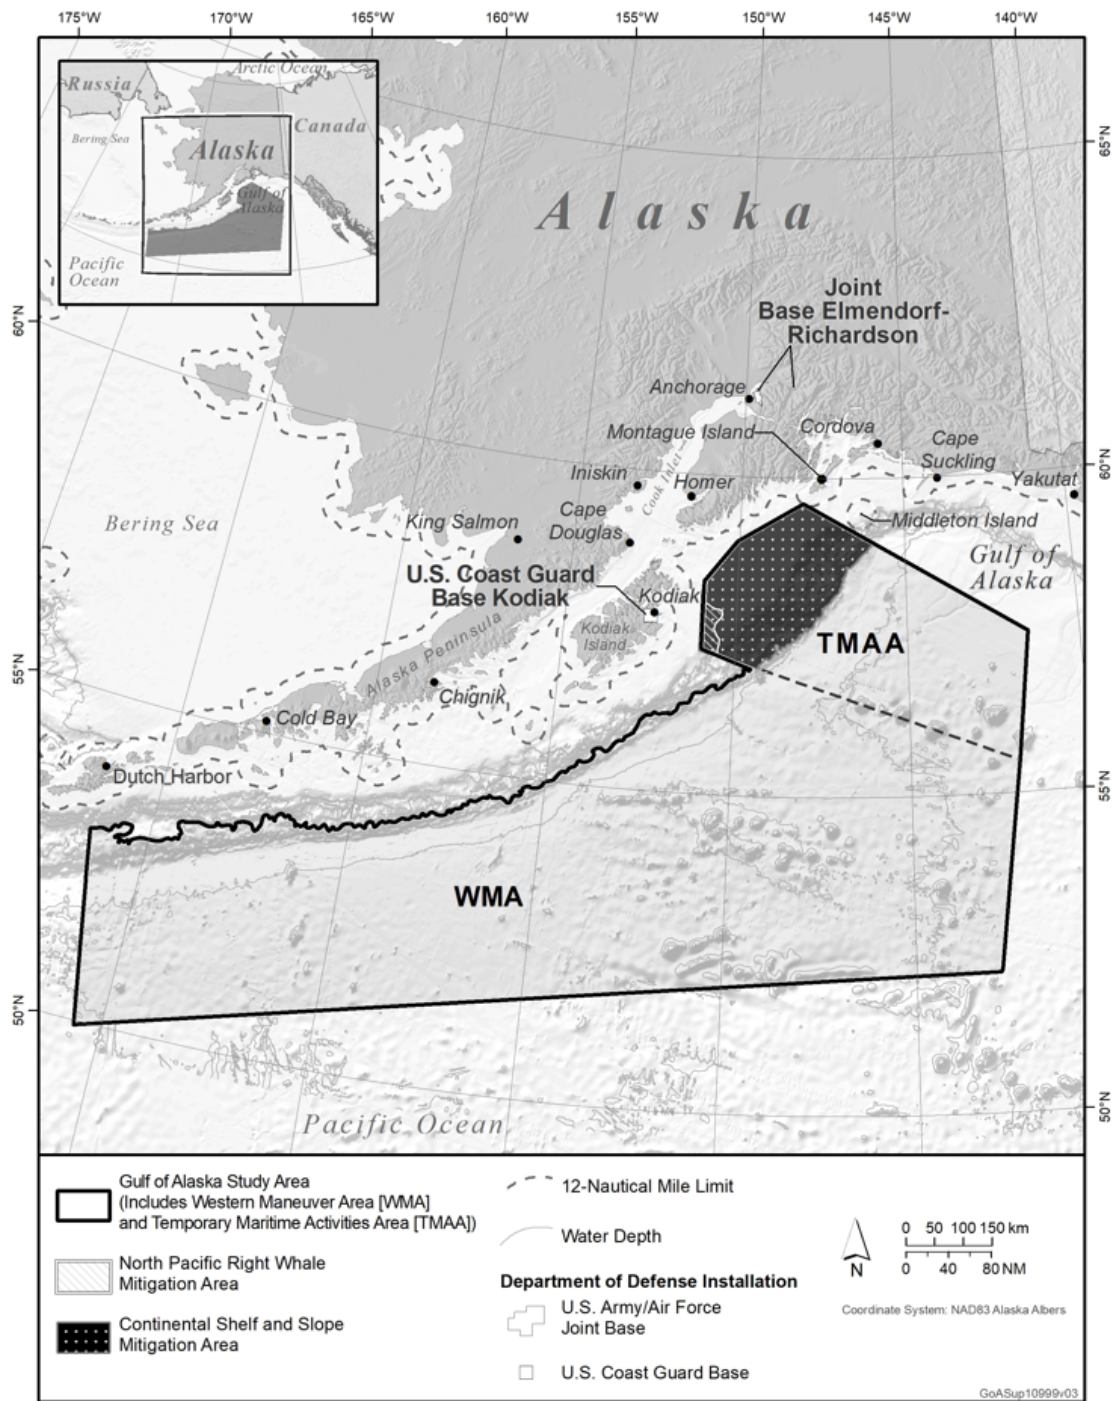 175°W 170°W 165°W 160°W 155°W 150°W 145°W 140°W
Arctic Ocean
Russia
Canada
Bering Sea
Alaska
Gulf of
Alaska
Pacific
Ocean
65°N
Alaska
60°N
Joint
Base Elmendorf-
Richardson
Anchorage
Montague Island
Cordova
Cape
Suckling
60°N
Iniskin
Cook Inlet
Homer
Yakutat
Bering Sea
King Salmon
Cape
Douglas
Middleton Island
Gulf of
Alaska
U.S. Coast Guard
Base Kodiak
Kodiak
Kodiak
Island
TMAA
55°N
Alaska Peninsula
Chignik
Cold Bay
Dutch Harbor
55°N
WMA
50°N
50°N
Pacific Ocean
Gulf of Alaska Study Area
(Includes Western Maneuver Area [WMA]
and Temporary Maritime Activities Area [TMAA])
North Pacific Right Whale
Mitigation Area
Continental Shelf and Slope
Mitigation Area
12-Nautical Mile Limit
Water Depth
Department of Defense Installation
U.S. Army/Air Force
Joint Base
U.S. Coast Guard Base
N
0 50 100 150 km
0 40 80 NM
Coordinate System: NAD83 Alaska Albers
GoASup10999v03